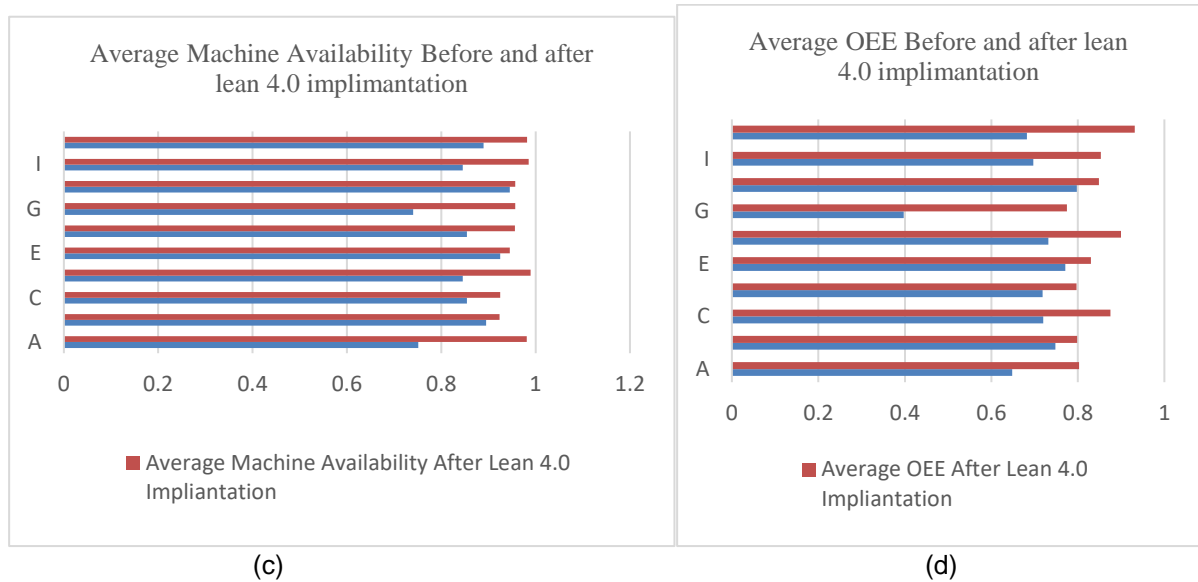 Average Machine Availability Before and after
lean 4.0 implimantation
I
G
E
C
A
0 0.2 0.4 0.6 0.8 1 1.2
Average Machine Availability After Lean 4.0
Impliantation
(c)
Average OEE Before and after lean
4.0 implimantation
I
G
E
C
A
0 0.2 0.4 0.6 0.8 1
Average OEE After Lean 4.0
Impliantation
(d)